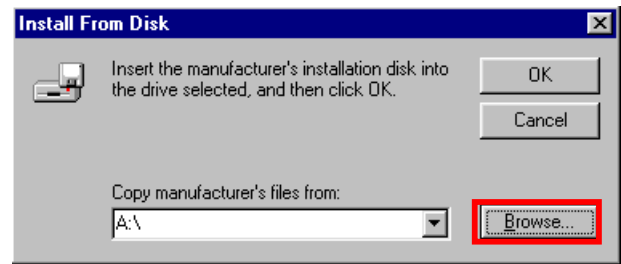 Install From Disk
Insert the manufacturer's installation disk into
the drive selected, and then click OK.
OK
Cancel
Copy manufacturer's files from:
A:\
Browse...